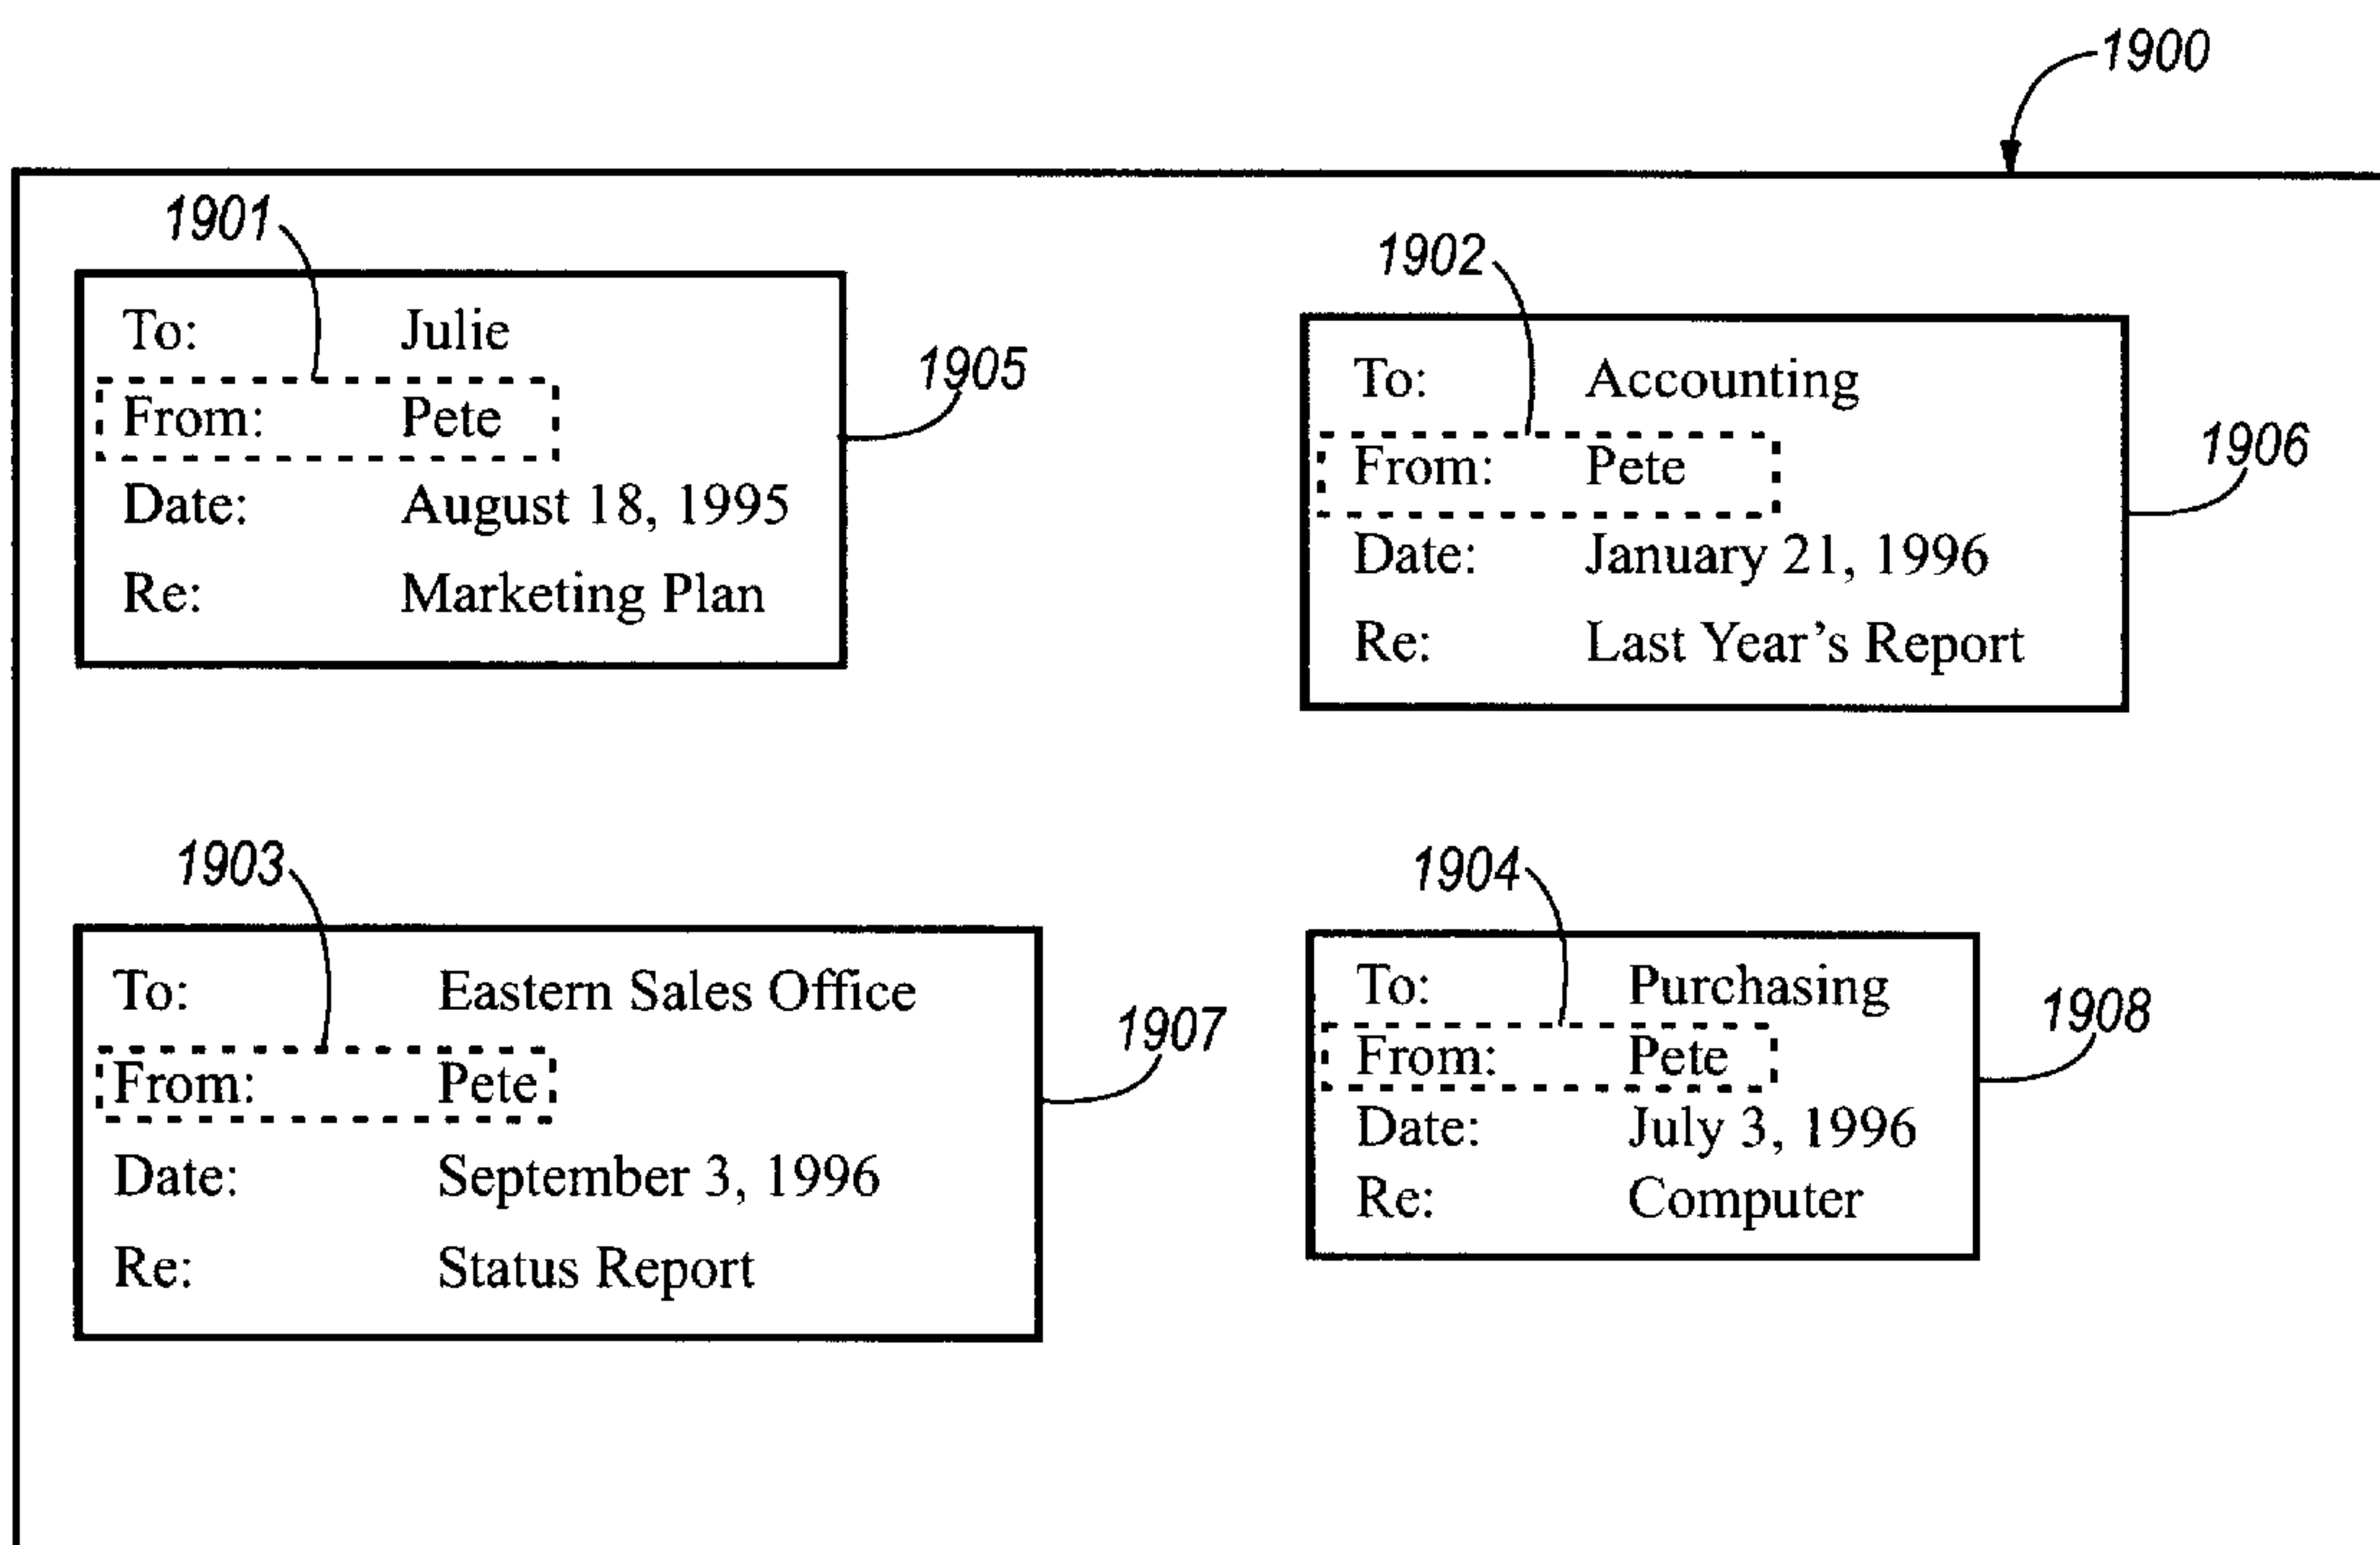 1900
1901
To: Julie
From: Pete
Date: August 18, 1995
Re: Marketing Plan
1905
1902
To: Accounting
From: Pete
Date: January 21, 1996
Re: Last Year's Report
1906
1903
To: Eastern Sales Office
From: Pete
Date: September 3, 1996
Re: Status Report
1907
1904
To: Purchasing
From: Pete
Date: July 3, 1996
Re: Computer
1908